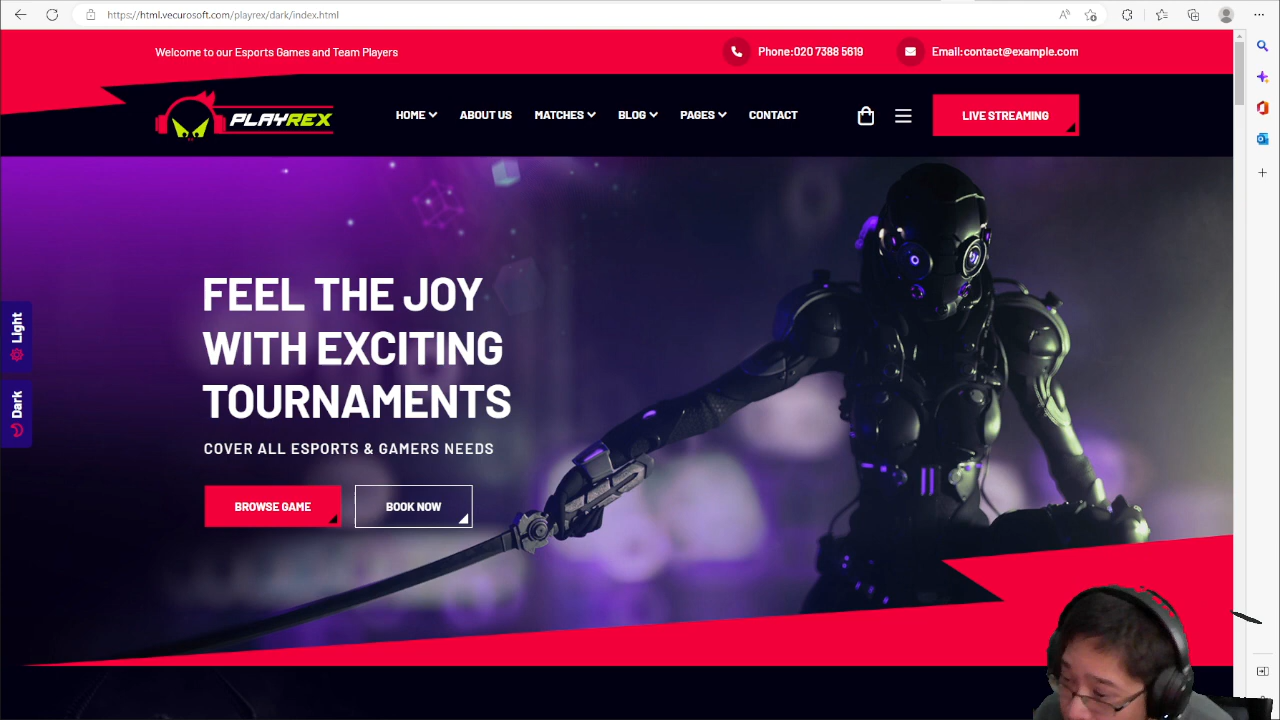 https://html.vecurosoft.com/playrex/dark/index.html
Welcome to our Esports Games and Team Players
Phone:020 7388 5619
Email:contact@example.com
PLAYREX
HOME
ABOUT US
MATCHES
BLOG
PAGES
CONTACT
LIVE STREAMING
FEEL THE JOY
WITH EXCITING
TOURNAMENTS
COVER ALL ESPORTS & GAMERS NEEDS
BROWSE GAME
BOOK NOW
Light
Dark